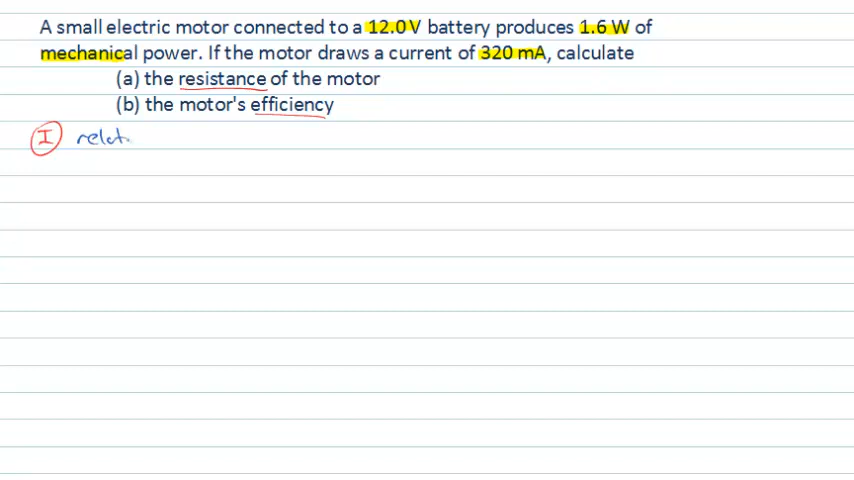 A small electric motor connected to a 12.0 V battery produces 1.6 W of
mechanical power. If the motor draws a current of 320 mA, calculate
(a) the resistance of the motor
(b) the motor's efficiency
I relat